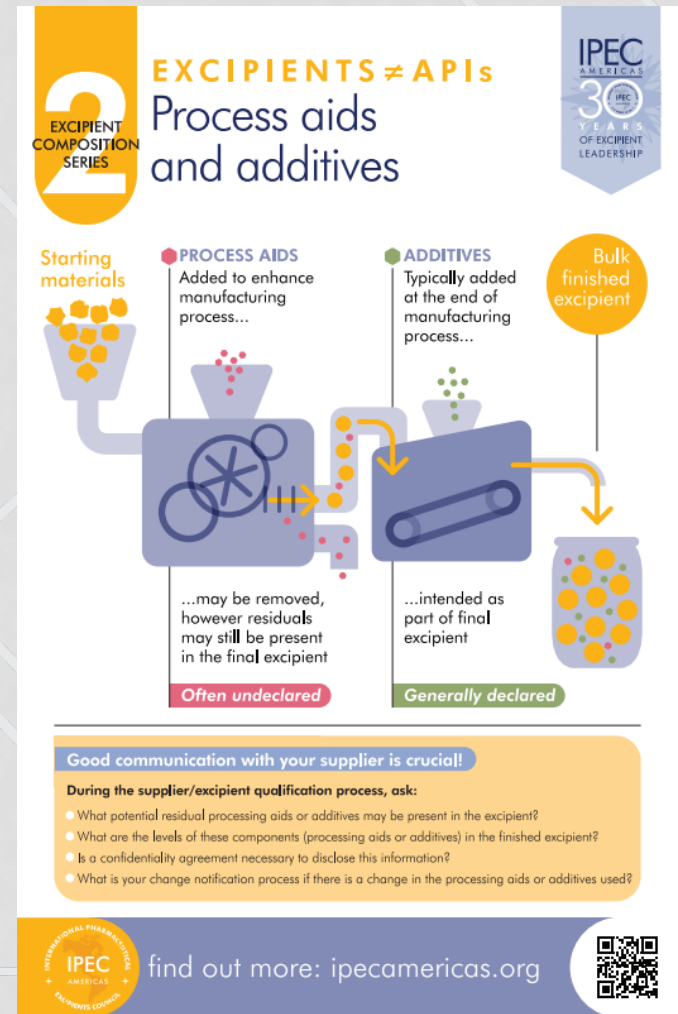 2
EXCIPIENT
COMPOSITION
SERIES
EXCIPIENTS ≠ APIs
Process aids
and additives
IPEC
AMERICAS
30
IPEC
YEARS
OF EXCIPIENT
LEADERSHIP
Starting
materials
PROCESS AIDS
Added to enhance
manufacturing
process...
ADDITIVES
Typically added
at the end of
manufacturing
process...
Bulk
finished
excipient
...may be removed,
however residuals
may still be present
in the final excipient
Often undeclared
...intended as
part of final
excipient
Generally declared
Good communication with your supplier is crucial!
During the supplier/excipient qualification process, ask:
What potential residual processing aids or additives may be present in the excipient?
What are the levels of these components (processing aids or additives) in the finished excipient?
Is a confidentiality agreement necessary to disclose this information?
What is your change notification process if there is a change in the processing aids or additives used?
INTERNATIONAL PHARMACEUTICAL
IPEC
AMERICAS
EXCIPIENTS COUNCIL
find out more: ipecamericas.org